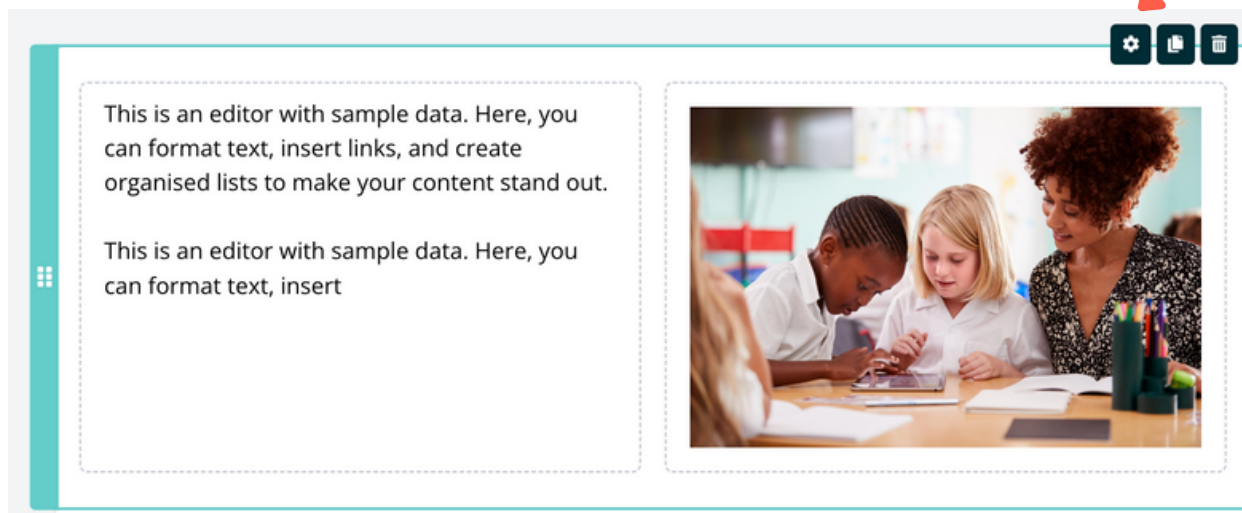 This is an editor with sample data. Here, you
can format text, insert links, and create
organised lists to make your content stand out.
This is an editor with sample data. Here, you
can format text, insert